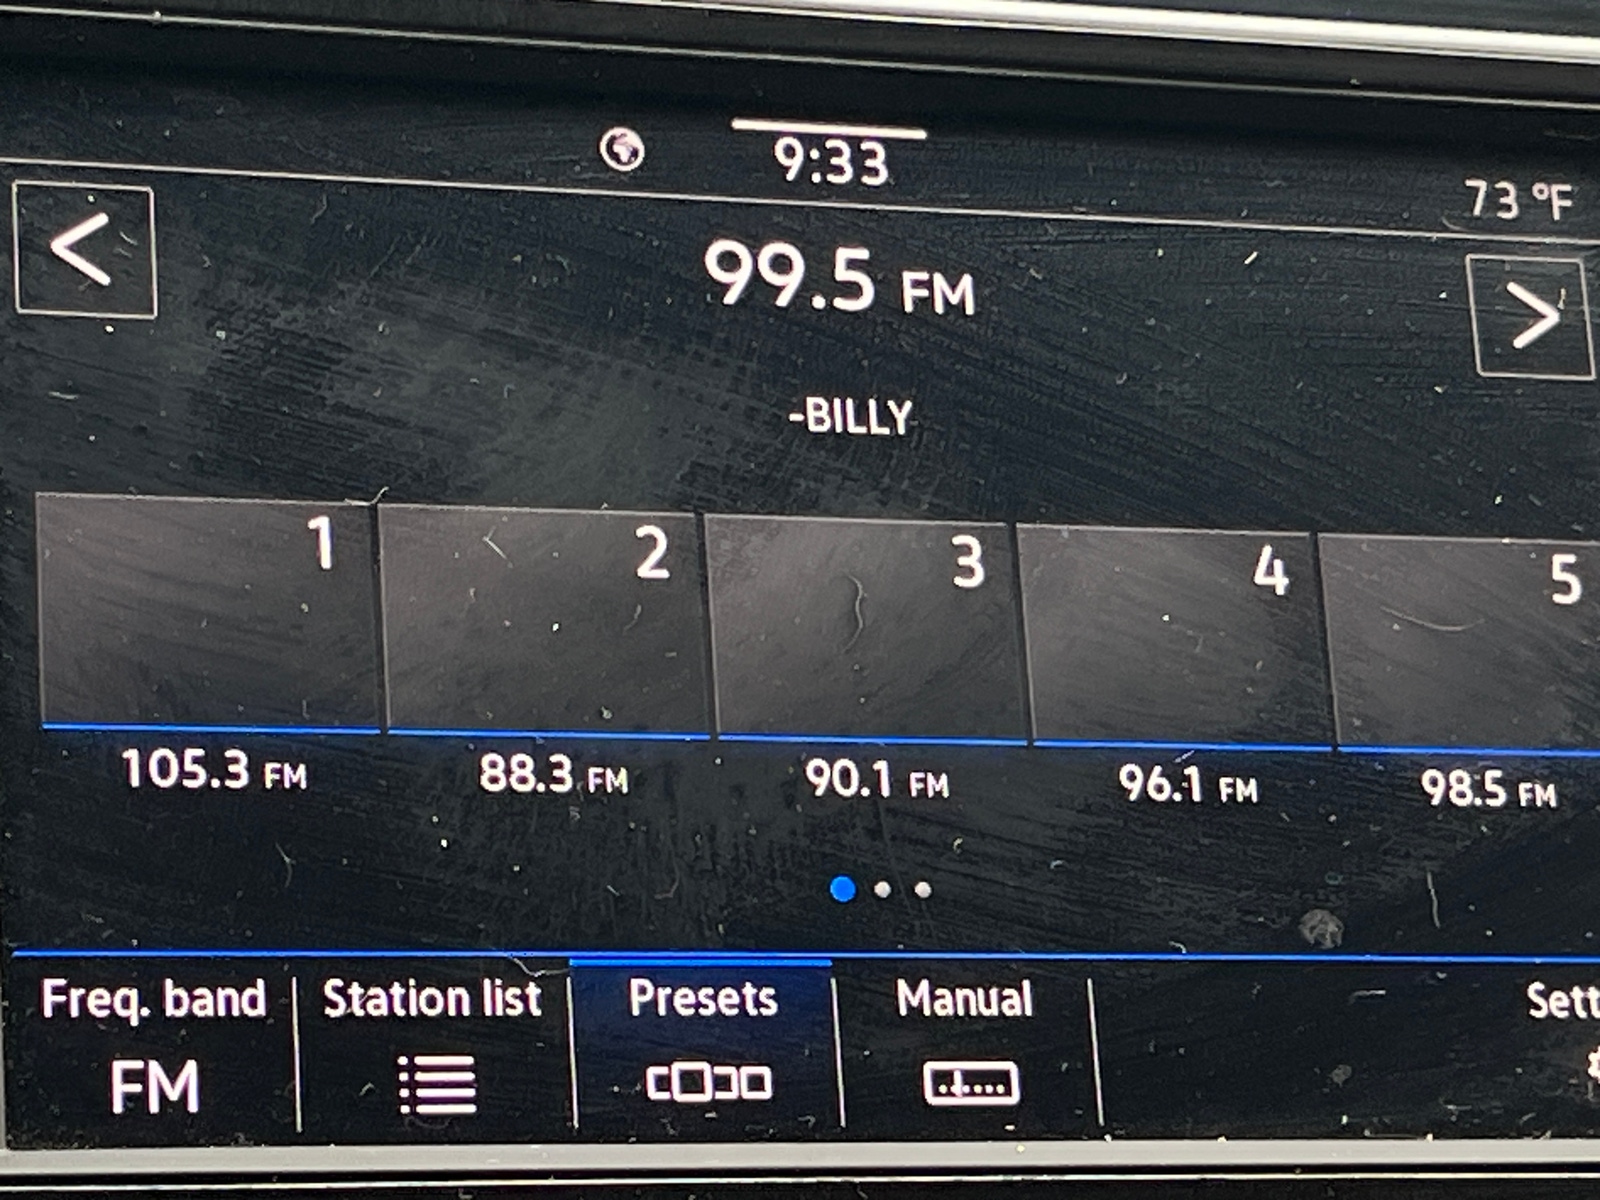 9:33
73 °F
<
99.5 FM
>
-BILLY
1 2 3 4 5
105.3 FM 88.3 FM 90.1 FM 96.1 FM 98.5 FM
Freq. band Station list Presets Manual Sett
FM